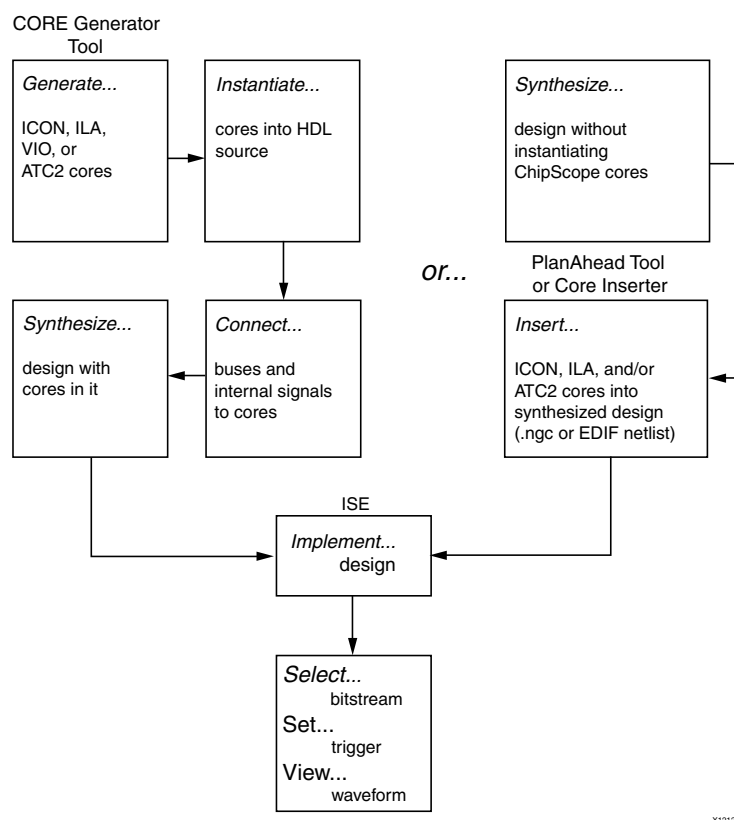 CORE Generator
Tool
Generate...
ICON, ILA,
VIO, or
ATC2 cores
Instantiate...
cores into HDL
source
Synthesize...
design without
instantiating
ChipScope cores
or...
PlanAhead Tool
or Core Inserter
Synthesize...
design with
cores in it
Connect...
buses and
internal signals
to cores
Insert...
ICON, ILA, and/or
ATC2 cores into
synthesized design
(.ngc or EDIF netlist)
ISE
Implement...
design
Select...
bitstream
Set...
trigger
View...
waveform